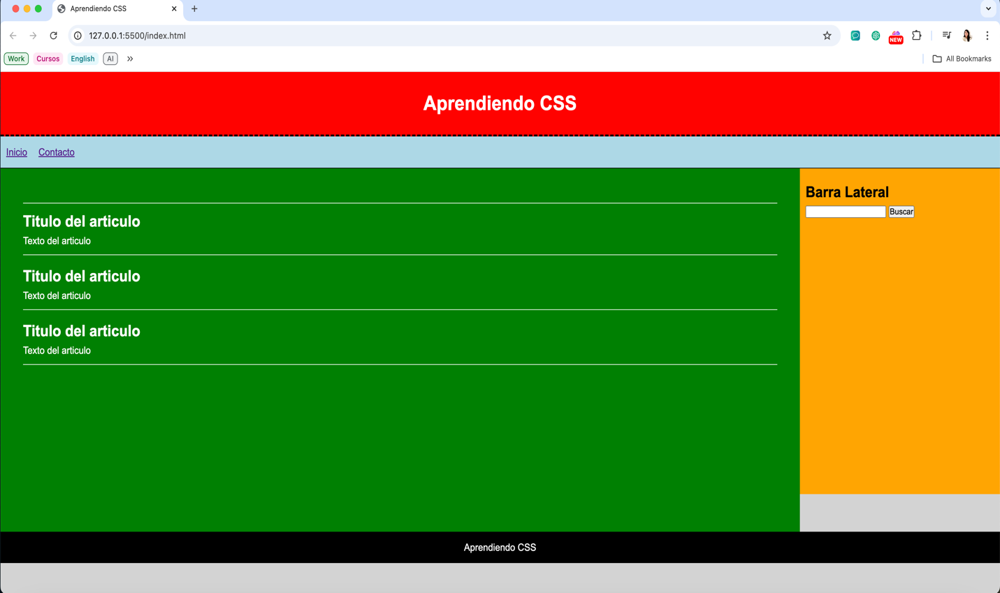 Aprendiendo CSS
127.0.0.1:5500/index.html
NEW
Work Cursos English AI
All Bookmarks
Aprendiendo CSS
Inicio Contacto
Titulo del articulo
Texto del articulo
Titulo del articulo
Texto del articulo
Titulo del articulo
Texto del articulo
Barra Lateral
Buscar
Aprendiendo CSS